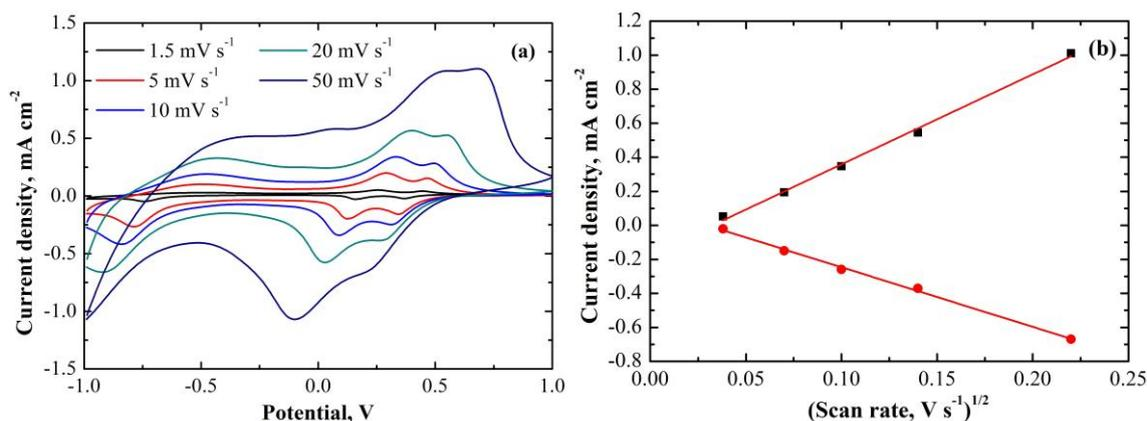 (a)
1.5 mV s⁻¹
5 mV s⁻¹
10 mV s⁻¹
20 mV s⁻¹
50 mV s⁻¹
Current density, mA cm⁻²
1.5
1.0
0.5
0.0
-0.5
-1.0
-1.5
-1.0 -0.5 0.0 0.5 1.0
Potential, V
(b)
Current density, mA cm⁻²
1.2
1.0
0.8
0.6
0.4
0.2
0.0
-0.2
-0.4
-0.6
-0.8
0.00 0.05 0.10 0.15 0.20 0.25
(Scan rate, V s⁻¹)¹/²